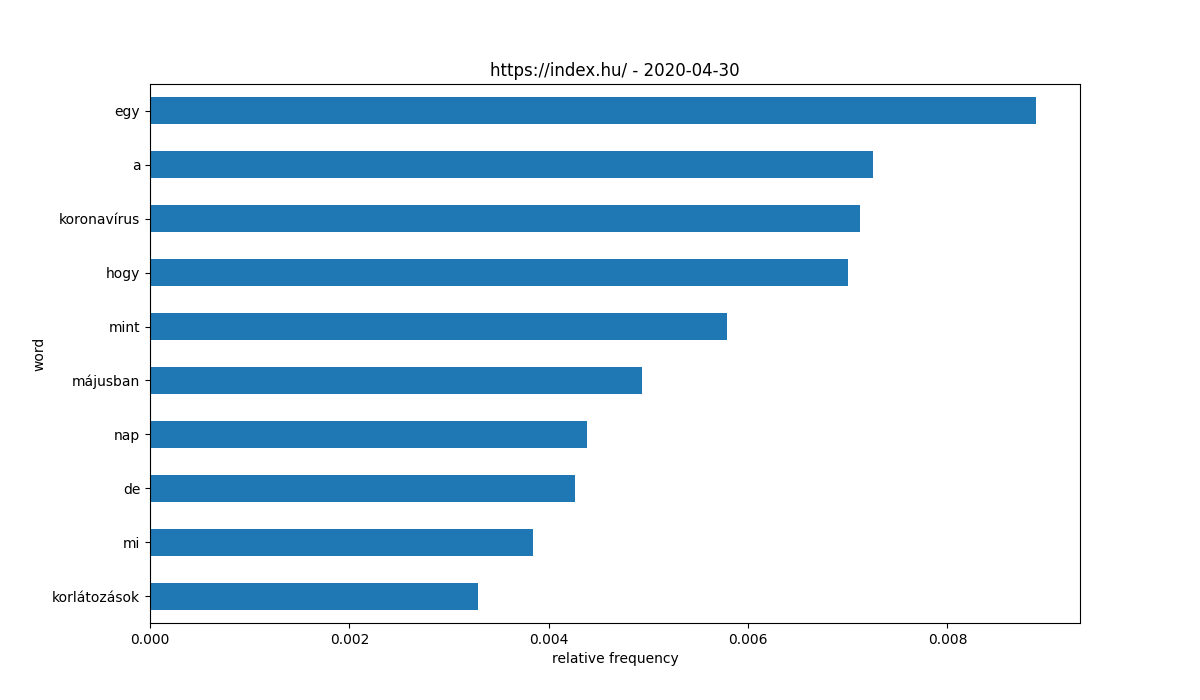 https://index.hu/ - 2020-04-30
egy
a
koronavírus
hogy
mint
májusban
nap
de
mi
korlátozások
word
0.000 0.002 0.004 0.006 0.008
relative frequency